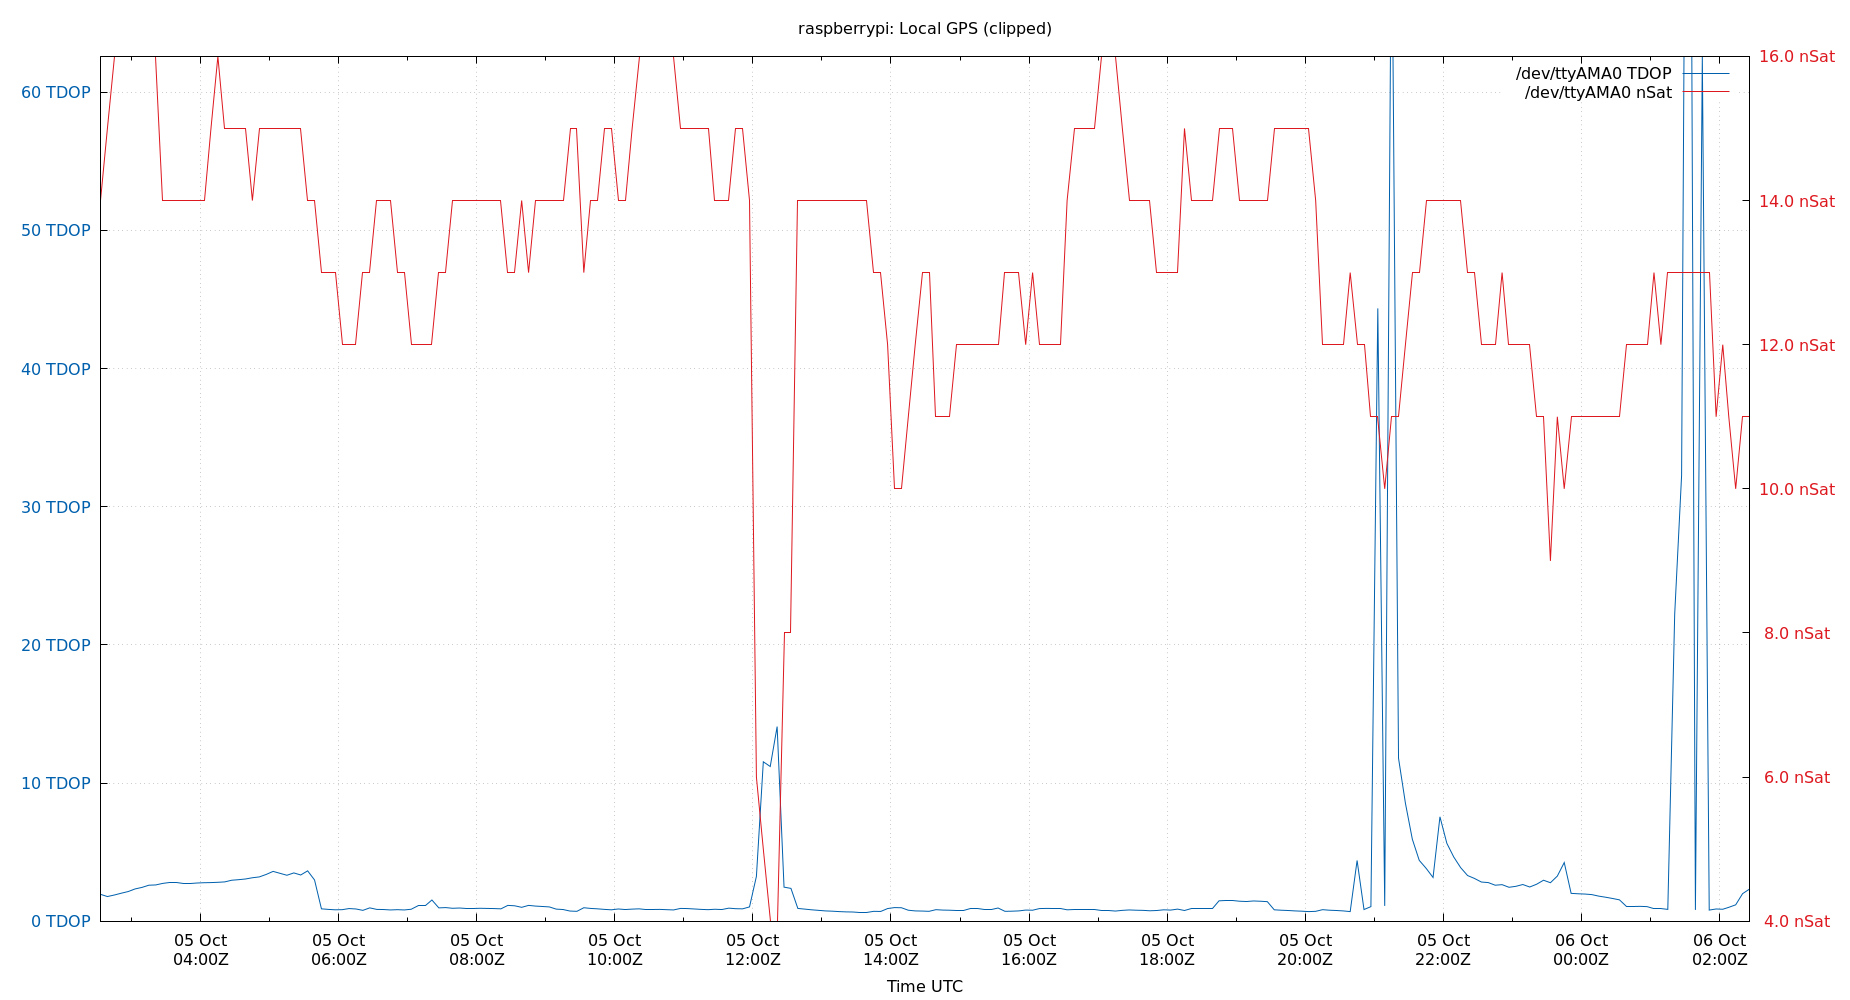 raspberrypi: Local GPS (clipped)
/dev/ttyAMA0 TDOP
/dev/ttyAMA0 nSat
60 TDOP
50 TDOP
40 TDOP
30 TDOP
20 TDOP
10 TDOP
0 TDOP
16.0 nSat
14.0 nSat
12.0 nSat
10.0 nSat
8.0 nSat
6.0 nSat
4.0 nSat
05 Oct 05 Oct 05 Oct 05 Oct 05 Oct 05 Oct 05 Oct 05 Oct 05 Oct 05 Oct 06 Oct 06 Oct
04:00Z 06:00Z 08:00Z 10:00Z 12:00Z 14:00Z 16:00Z 18:00Z 20:00Z 22:00Z 00:00Z 02:00Z
Time UTC